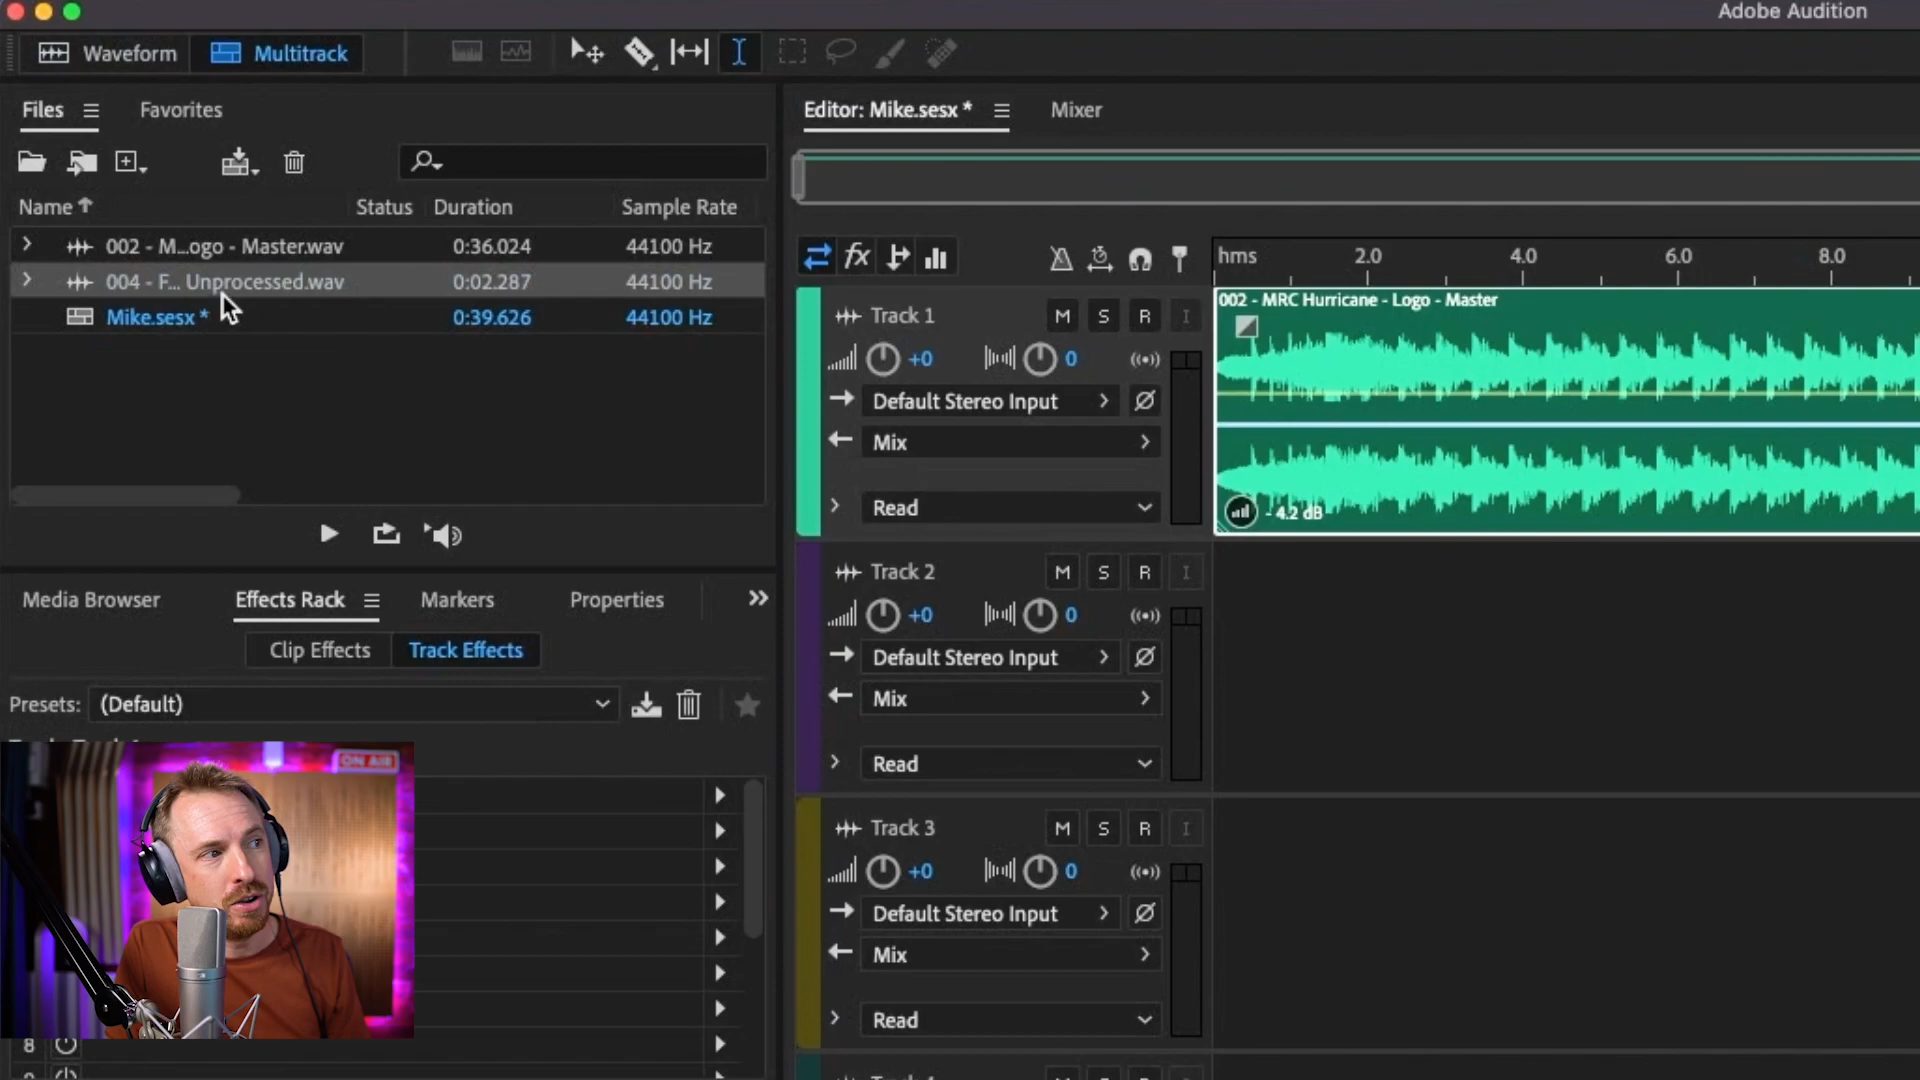 Adobe Audition
Waveform
Multitrack
Files
Favorites
Name
Status
Duration
Sample Rate
002 - M...ogo - Master.wav
0:36.024
44100 Hz
004 - F... Unprocessed.wav
0:02.287
44100 Hz
Mike.sesx *
0:39.626
44100 Hz
Media Browser
Effects Rack
Markers
Properties
Clip Effects
Track Effects
Presets:
(Default)
ON AIR
8
Editor: Mike.sesx *
Mixer
fx
hms
2.0
4.0
6.0
8.0
Track 1
M
S
R
I
+0
0
Default Stereo Input
Mix
Read
002 - MRC Hurricane - Logo - Master
- 4.2 dB
Track 2
M
S
R
I
+0
0
Default Stereo Input
Mix
Read
Track 3
M
S
R
I
+0
0
Default Stereo Input
Mix
Read